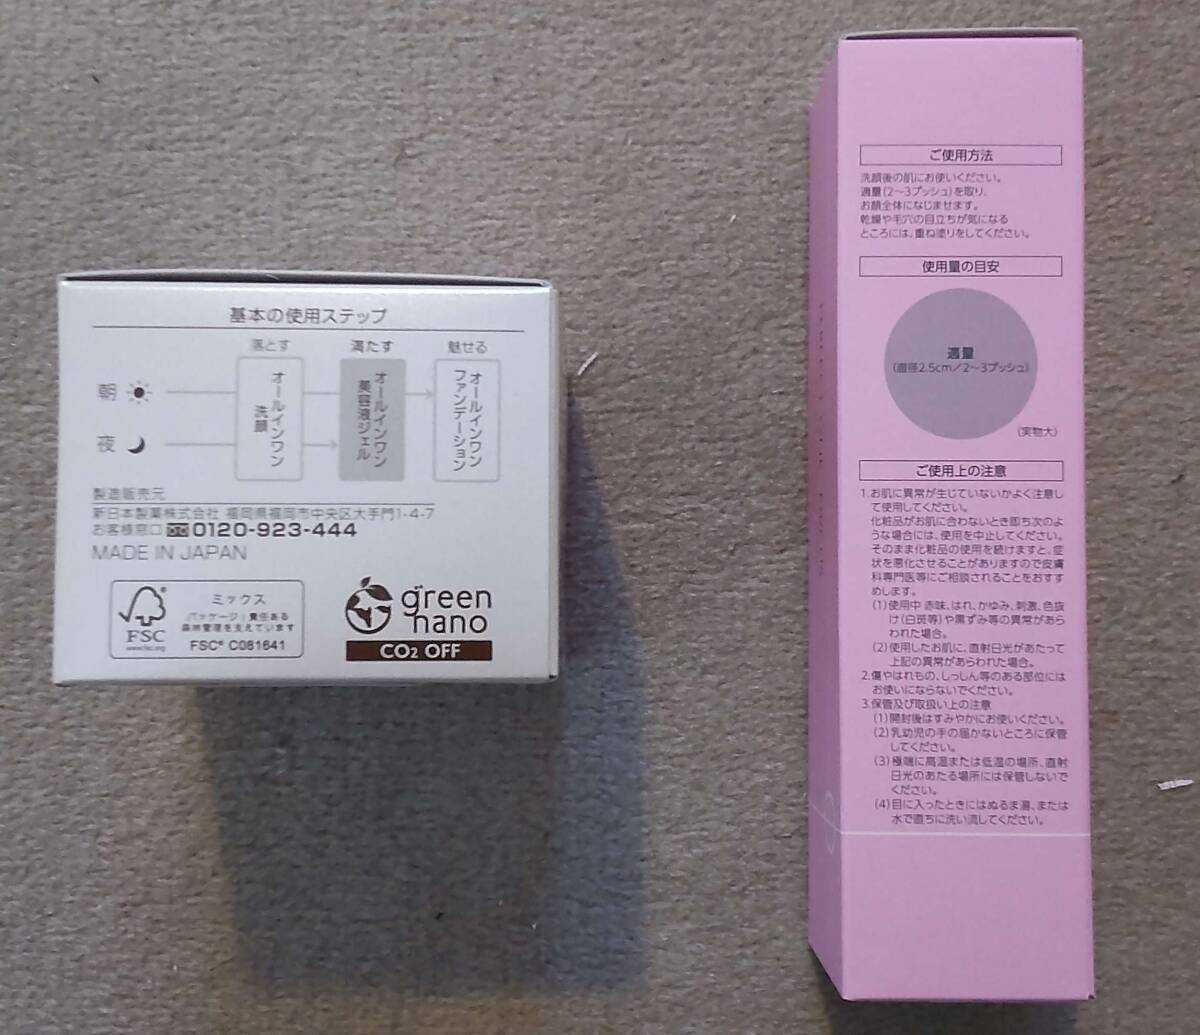 基本の使用ステップ
落とす 満たす 魅せる
朝
夜
オールインワン
洗顔
オールインワン
美容液ジェル
オールインワン
ファンデーション
製造販売元
新日本製薬株式会社 福岡県福岡市中央区大手門1-4-7
お客様窓口 0120-923-444
MADE IN JAPAN
FSC
www.fsc.org
ミックス
パッケージ|責任ある
森林管理を支えています
FSC® C081641
green
nano
CO2 OFF
ご使用方法
洗顔後の肌にお使いください。
適量(2〜3プッシュ)を取り、
お顔全体になじませます。
乾燥や毛穴の目立ちが気になる
ところには、重ね塗りをしてください。
使用量の目安
適量
(直径2.5cm/2〜3プッシュ)
(実物大)
ご使用上の注意
1.お肌に異常が生じていないかよく注意し
て使用してください。
化粧品がお肌に合わないとき即ち次のよ
うな場合には、使用を中止してください。
そのまま化粧品の使用を続けますと、症
状を悪化させることがありますので皮膚
科専門医等にご相談されることをおすす
めします。
(1)使用中 赤味、はれ、かゆみ、刺激、色抜
け(白斑等)や黒ずみ等の異常があら
われた場合。
(2)使用したお肌に、直射日光があたって
上記の異常があらわれた場合。
2.傷やはれもの、しっしん等のある部位には
お使いにならないでください。
3.保管及び取扱い上の注意
(1)開封後はすみやかにお使いください。
(2)乳幼児の手の届かないところに保管
してください。
(3)極端に高温または低温の場所、直射
日光のあたる場所には保管しないで
ください。
(4)目に入ったときにはぬるま湯、または
水で直ちに洗い流してください。